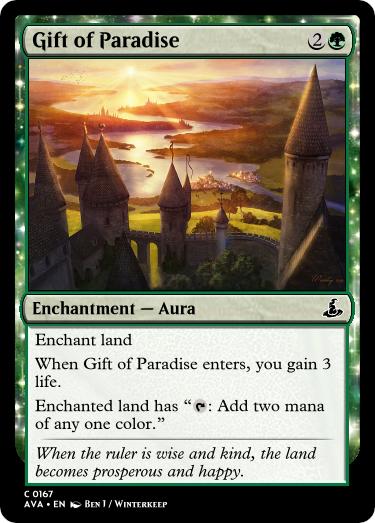 Gift of Paradise 2
Enchantment — Aura
Enchant land
When Gift of Paradise enters, you gain 3
life.
Enchanted land has “: Add two mana
of any one color.”
When the ruler is wise and kind, the land
becomes prosperous and happy.
C 0167
AVA • EN Ben I / Winterkeep